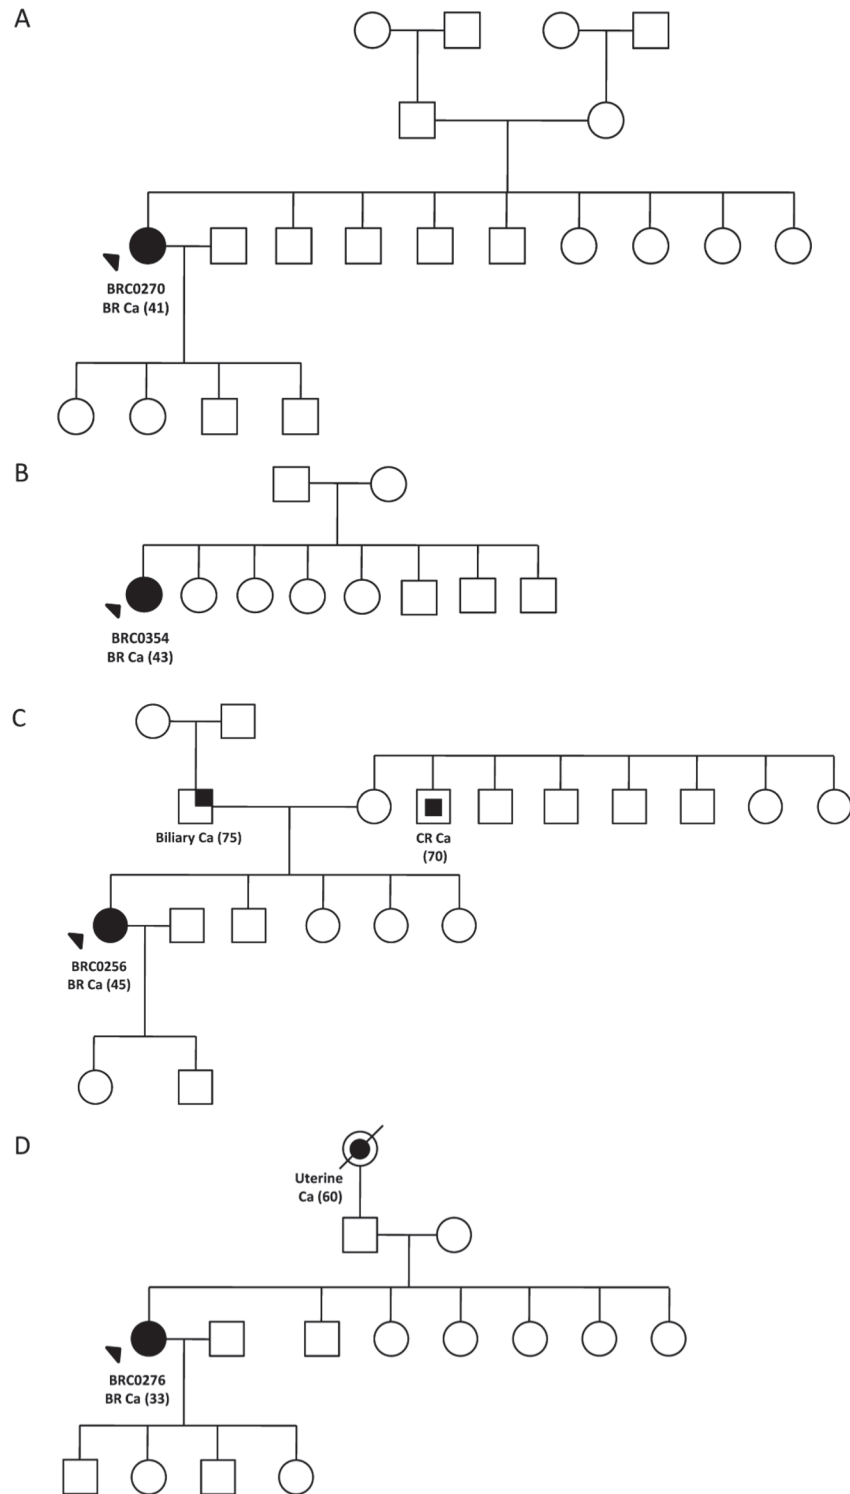 A
BRC0270
BR Ca (41)
B
BRC0354
BR Ca (43)
C
Biliary Ca (75)
CR Ca
(70)
BRC0256
BR Ca (45)
D
Uterine
Ca (60)
BRC0276
BR Ca (33)